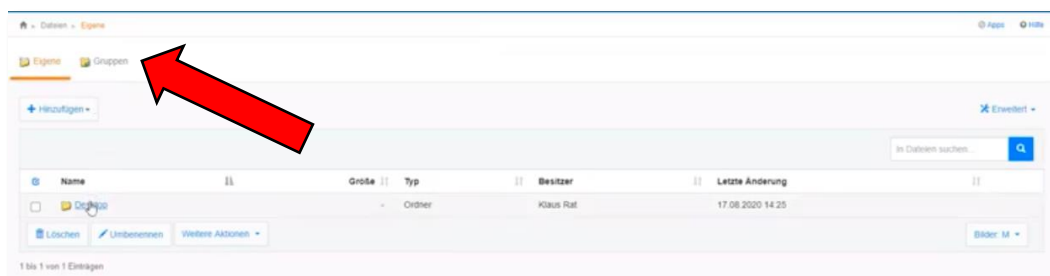 » Dateien » Eigene
Apps Hilfe
Eigene Gruppen
+ Hinzufügen
Erweitert
In Dateien suchen...
Name Größe Typ Besitzer Letzte Änderung
Desktop - Ordner Klaus Rat 17.08.2020 14:25
Löschen Umbenennen Weitere Aktionen Bilder: M
1 bis 1 von 1 Einträgen